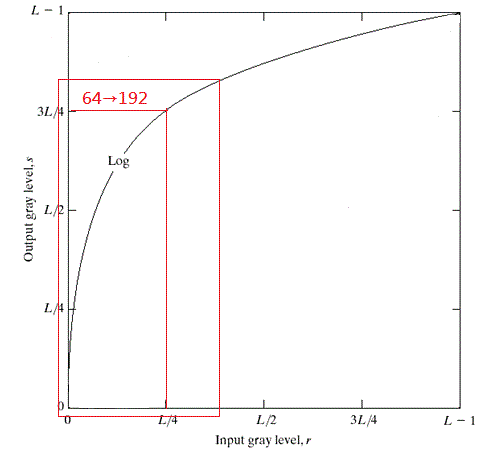 L − 1
64→192
3L/4
Log
L/2
L/4
0
0
L/4
L/2
3L/4
L − 1
Input gray level, r
Output gray level, s